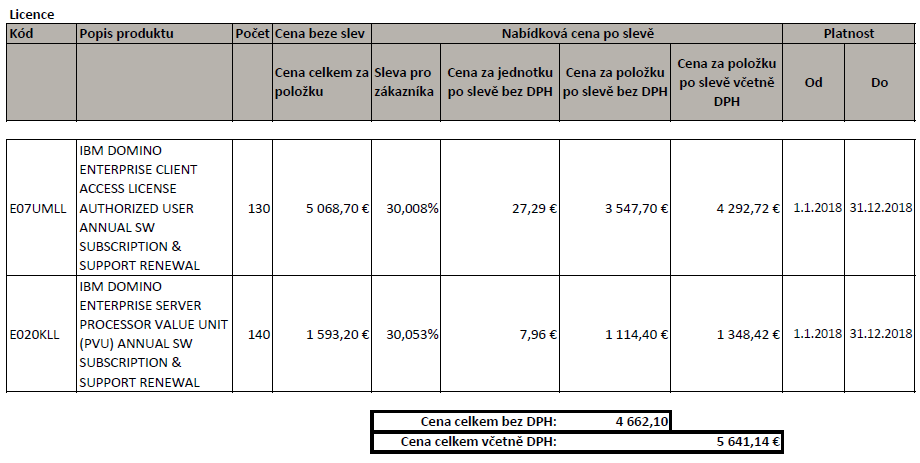 Licence
Kód Popis produktu Počet Cena beze slev Nabídková cena po slevě Platnost
Cena celkem za položku Sleva pro zákazníka Cena za jednotku po slevě bez DPH Cena za položku po slevě bez DPH Cena za položku po slevě včetně DPH Od Do
IBM DOMINO
ENTERPRISE CLIENT
ACCESS LICENSE
E07UMLL AUTHORIZED USER 130 5 068,70 € 30,008% 27,29 € 3 547,70 € 4 292,72 € 1.1.2018 31.12.2018
ANNUAL SW
SUBSCRIPTION &
SUPPORT RENEWAL
IBM DOMINO
ENTERPRISE SERVER
PROCESSOR VALUE UNIT
E020KLL (PVU) ANNUAL SW 140 1 593,20 € 30,053% 7,96 € 1 114,40 € 1 348,42 € 1.1.2018 31.12.2018
SUBSCRIPTION &
SUPPORT RENEWAL
Cena celkem bez DPH: 4 662,10
Cena celkem včetně DPH: 5 641,14 €